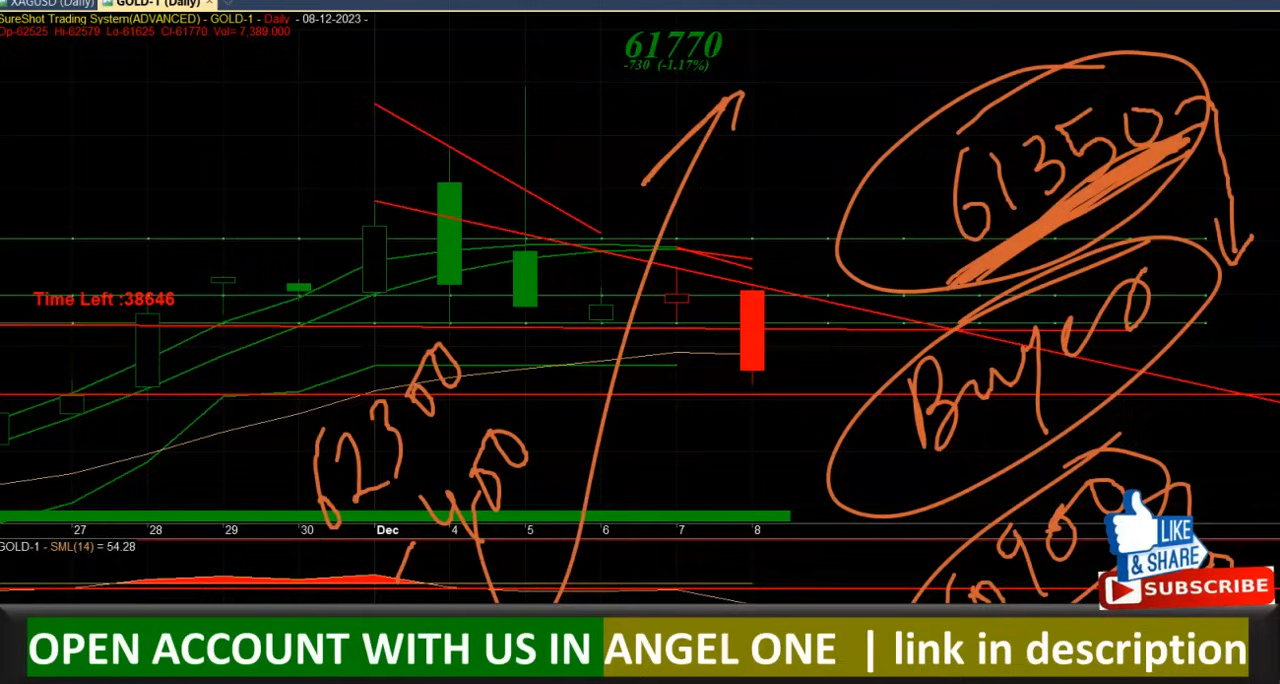 XAGUSD (Daily) GOLD-1 (Daily) ×
SureShot Trading System(ADVANCED) - GOLD-1 - Daily - 08-12-2023 -
Op-62525 Hi-62579 Lo-61625 Cl-61770 Vol= 7,389.000
61770
-730 (-1.17%)
61350
Time Left :38646
62300
400
27 28 29 30 Dec 4 5 6 7 8
GOLD-1 - SML(14) = 54.28
LIKE
& SHARE
SUBSCRIBE
OPEN ACCOUNT WITH US IN ANGEL ONE | link in description